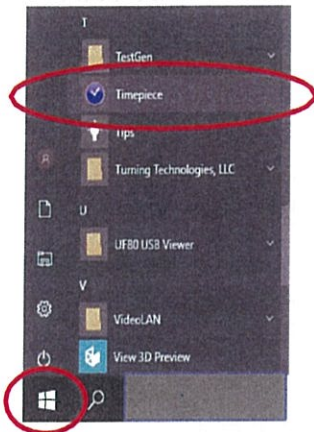 T
TestGen
Timepiece
Tips
Turning Technologies, LLC
U
UF80 USB Viewer
V
VideoLAN
View 3D Preview